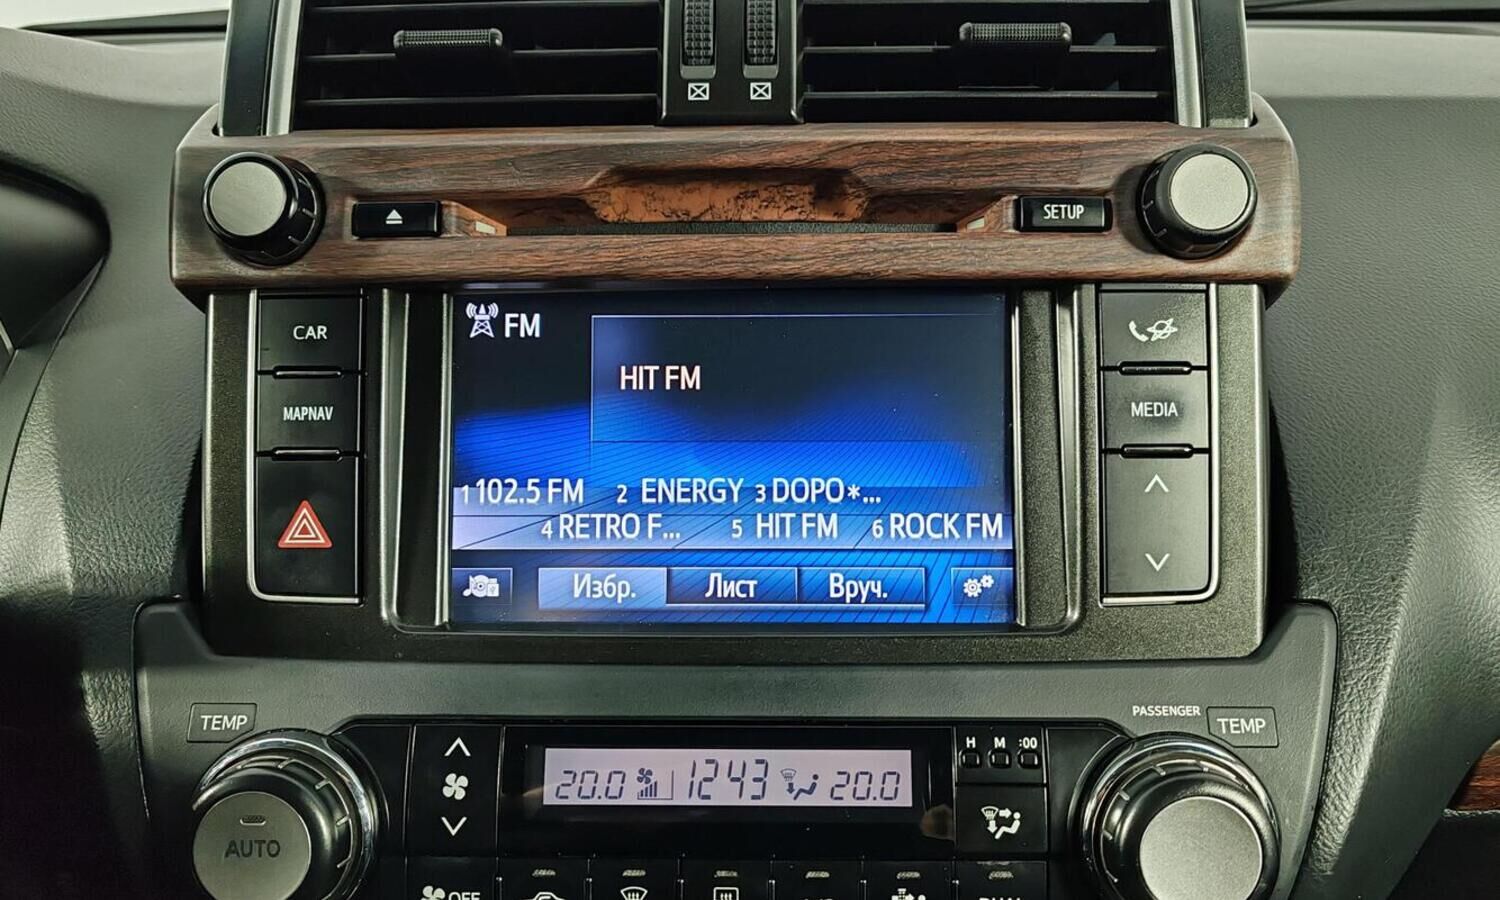 SETUP
FM
CAR
HIT FM
MAPNAV
MEDIA
1 102.5 FM 2 ENERGY 3 DOPO*...
4 RETRO F... 5 HIT FM 6 ROCK FM
Избр. Лист Вруч.
PASSENGER
TEMP
TEMP
H M :00
20.0 1243 20.0
AUTO
OFF